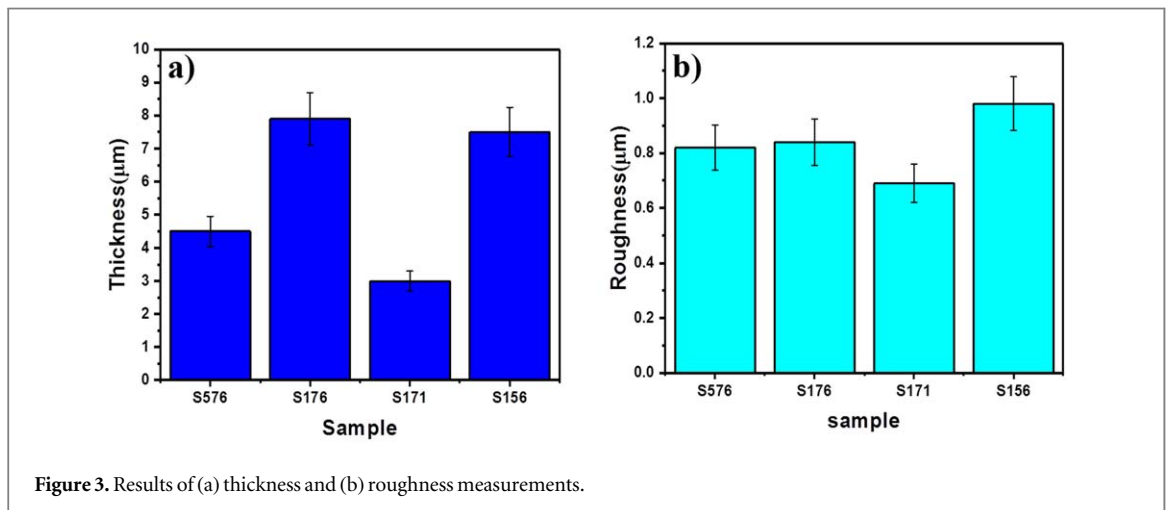 a)
10
9
8
7
6
5
4
3
2
1
0
Thickness(μm)
S576 S176 S171 S156
Sample
b)
1.2
1.0
0.8
0.6
0.4
0.2
0.0
Roughness(μm)
S576 S176 S171 S156
sample
Figure 3. Results of (a) thickness and (b) roughness measurements.